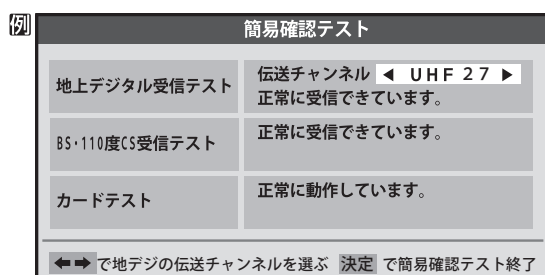 例
簡易確認テスト
地上デジタル受信テスト
伝送チャンネル ◀ UHF 27 ▶
正常に受信できています。
BS・110度CS受信テスト
正常に受信できています。
カードテスト
正常に動作しています。
←→で地デジの伝送チャンネルを選ぶ 決定 で簡易確認テスト終了